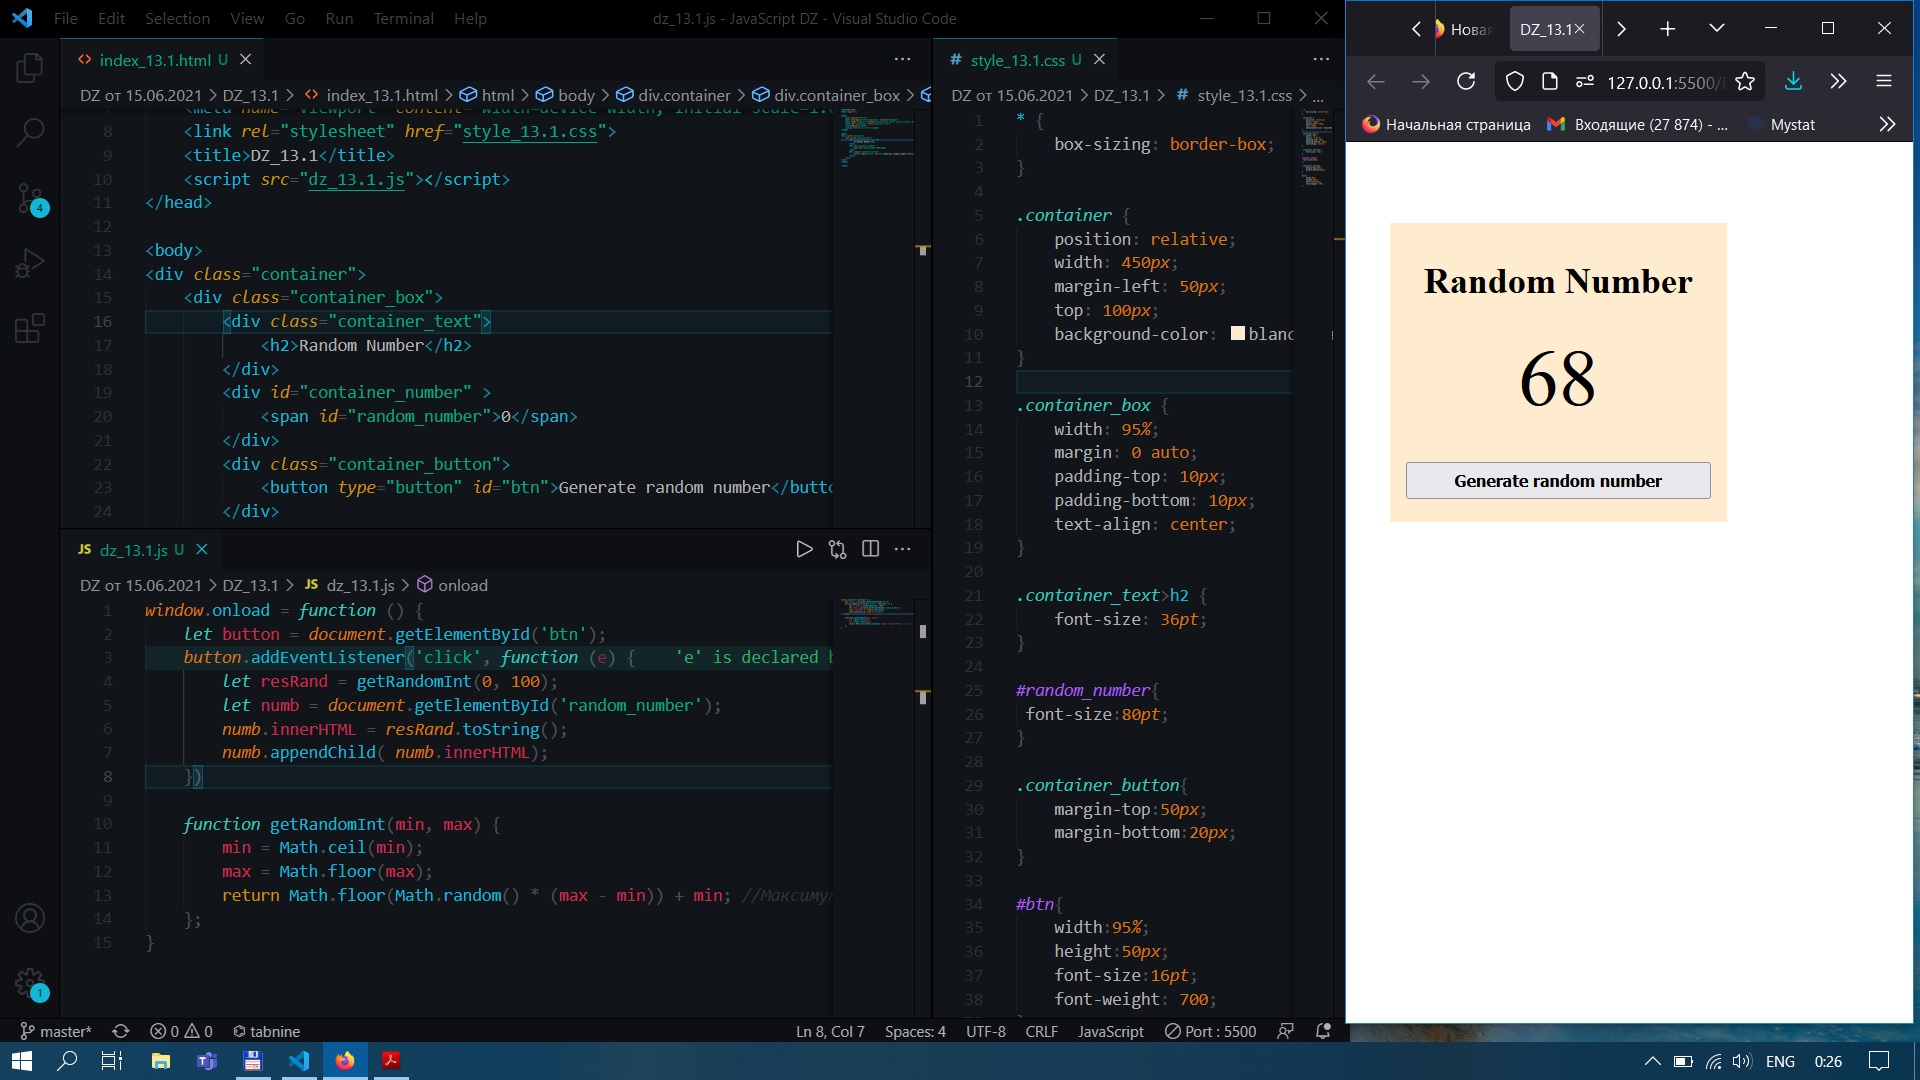 File Edit Selection View Go Run Terminal Help
dz_13.1.js - JavaScript DZ - Visual Studio Code
index_13.1.html U
DZ от 15.06.2021 > DZ_13.1 > index_13.1.html > html > body > div.container > div.container_box >
8 <link rel="stylesheet" href="style_13.1.css">
9 <title>DZ_13.1</title>
10 <script src="dz_13.1.js"></script>
11 </head>
12
13 <body>
14 <div class="container">
15 <div class="container_box">
16 <div class="container_text">
17 <h2>Random Number</h2>
18 </div>
19 <div id="container_number" >
20 <span id="random_number">0</span>
21 </div>
22 <div class="container_button">
23 <button type="button" id="btn">Generate random number</butto
24 </div>
JS dz_13.1.js U
DZ от 15.06.2021 > DZ_13.1 > JS dz_13.1.js > onload
1 window.onload = function () {
2 let button = document.getElementById('btn');
3 button.addEventListener('click', function (e) { 'e' is declared b
4 let resRand = getRandomInt(0, 100);
5 let numb = document.getElementById('random_number');
6 numb.innerHTML = resRand.toString();
7 numb.appendChild( numb.innerHTML);
8 })
9
10 function getRandomInt(min, max) {
11 min = Math.ceil(min);
12 max = Math.floor(max);
13 return Math.floor(Math.random() * (max - min)) + min; //Максиму
14 };
15 }
# style_13.1.css U
DZ от 15.06.2021 > DZ_13.1 > # style_13.1.css > ...
1 * {
2 box-sizing: border-box;
3 }
4
5 .container {
6 position: relative;
7 width: 450px;
8 margin-left: 50px;
9 top: 100px;
10 background-color: blanc
11 }
12
13 .container_box {
14 width: 95%;
15 margin: 0 auto;
16 padding-top: 10px;
17 padding-bottom: 10px;
18 text-align: center;
19 }
20
21 .container_text>h2 {
22 font-size: 36pt;
23 }
24
25 #random_number{
26 font-size:80pt;
27 }
28
29 .container_button{
30 margin-top:50px;
31 margin-bottom:20px;
32 }
33
34 #btn{
35 width:95%;
36 height:50px;
37 font-size:16pt;
38 font-weight: 700;
4
1
master* 0 0 tabnine
Ln 8, Col 7 Spaces: 4 UTF-8 CRLF JavaScript Port : 5500
Новая DZ_13.1
127.0.0.1:5500/
Начальная страница Входящие (27 874) - ... Mystat
Random Number
68
Generate random number
ENG 0:26